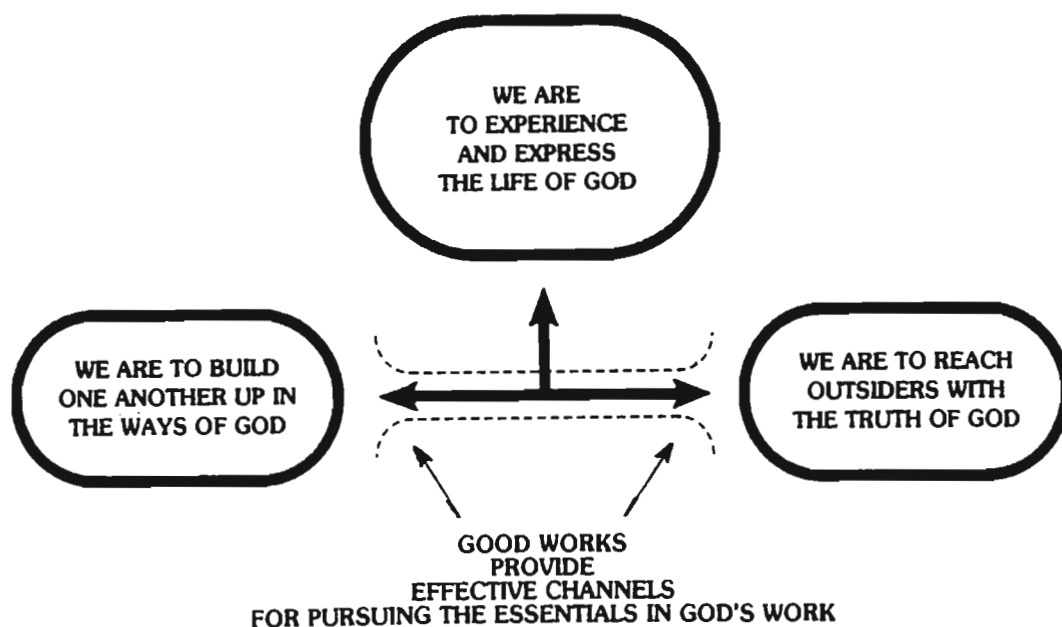 WE ARE
TO EXPERIENCE
AND EXPRESS
THE LIFE OF GOD
WE ARE TO BUILD
ONE ANOTHER UP IN
THE WAYS OF GOD
WE ARE TO REACH
OUTSIDERS WITH
THE TRUTH OF GOD
GOOD WORKS
PROVIDE
EFFECTIVE CHANNELS
FOR PURSUING THE ESSENTIALS IN GOD'S WORK